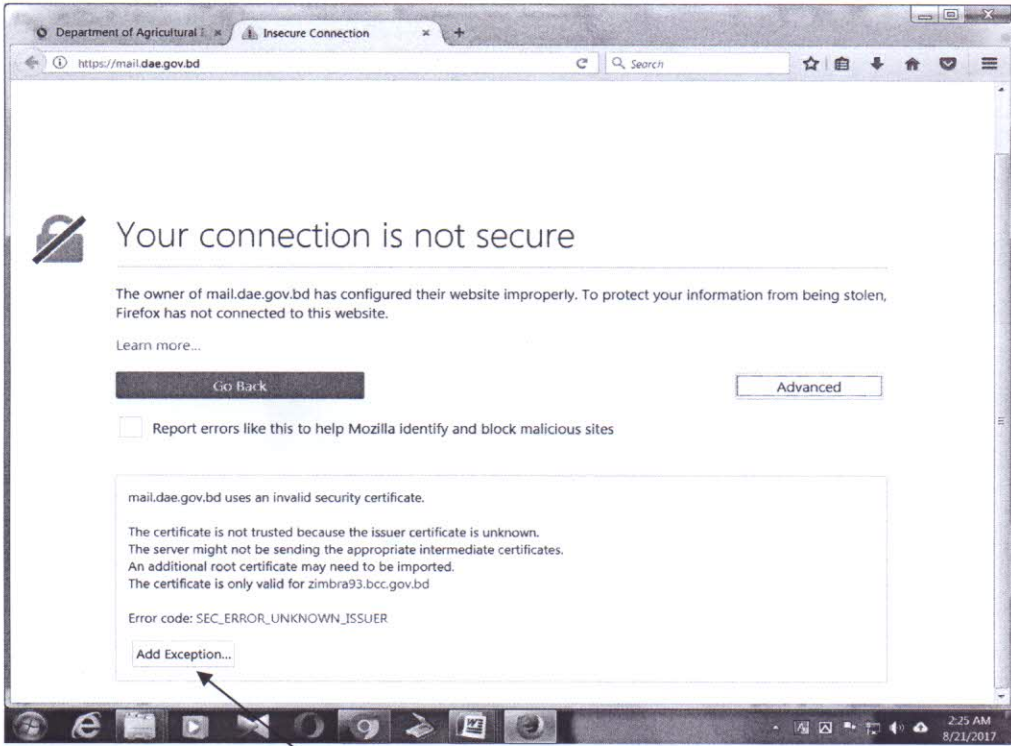 Department of Agricultural E
Insecure Connection
https://mail.dae.gov.bd
Search
Your connection is not secure
The owner of mail.dae.gov.bd has configured their website improperly. To protect your information from being stolen,
Firefox has not connected to this website.
Learn more...
Go Back
Advanced
Report errors like this to help Mozilla identify and block malicious sites
mail.dae.gov.bd uses an invalid security certificate.
The certificate is not trusted because the issuer certificate is unknown.
The server might not be sending the appropriate intermediate certificates.
An additional root certificate may need to be imported.
The certificate is only valid for zimbra93.bcc.gov.bd
Error code: SEC_ERROR_UNKNOWN_ISSUER
Add Exception...
2:25 AM
8/21/2017